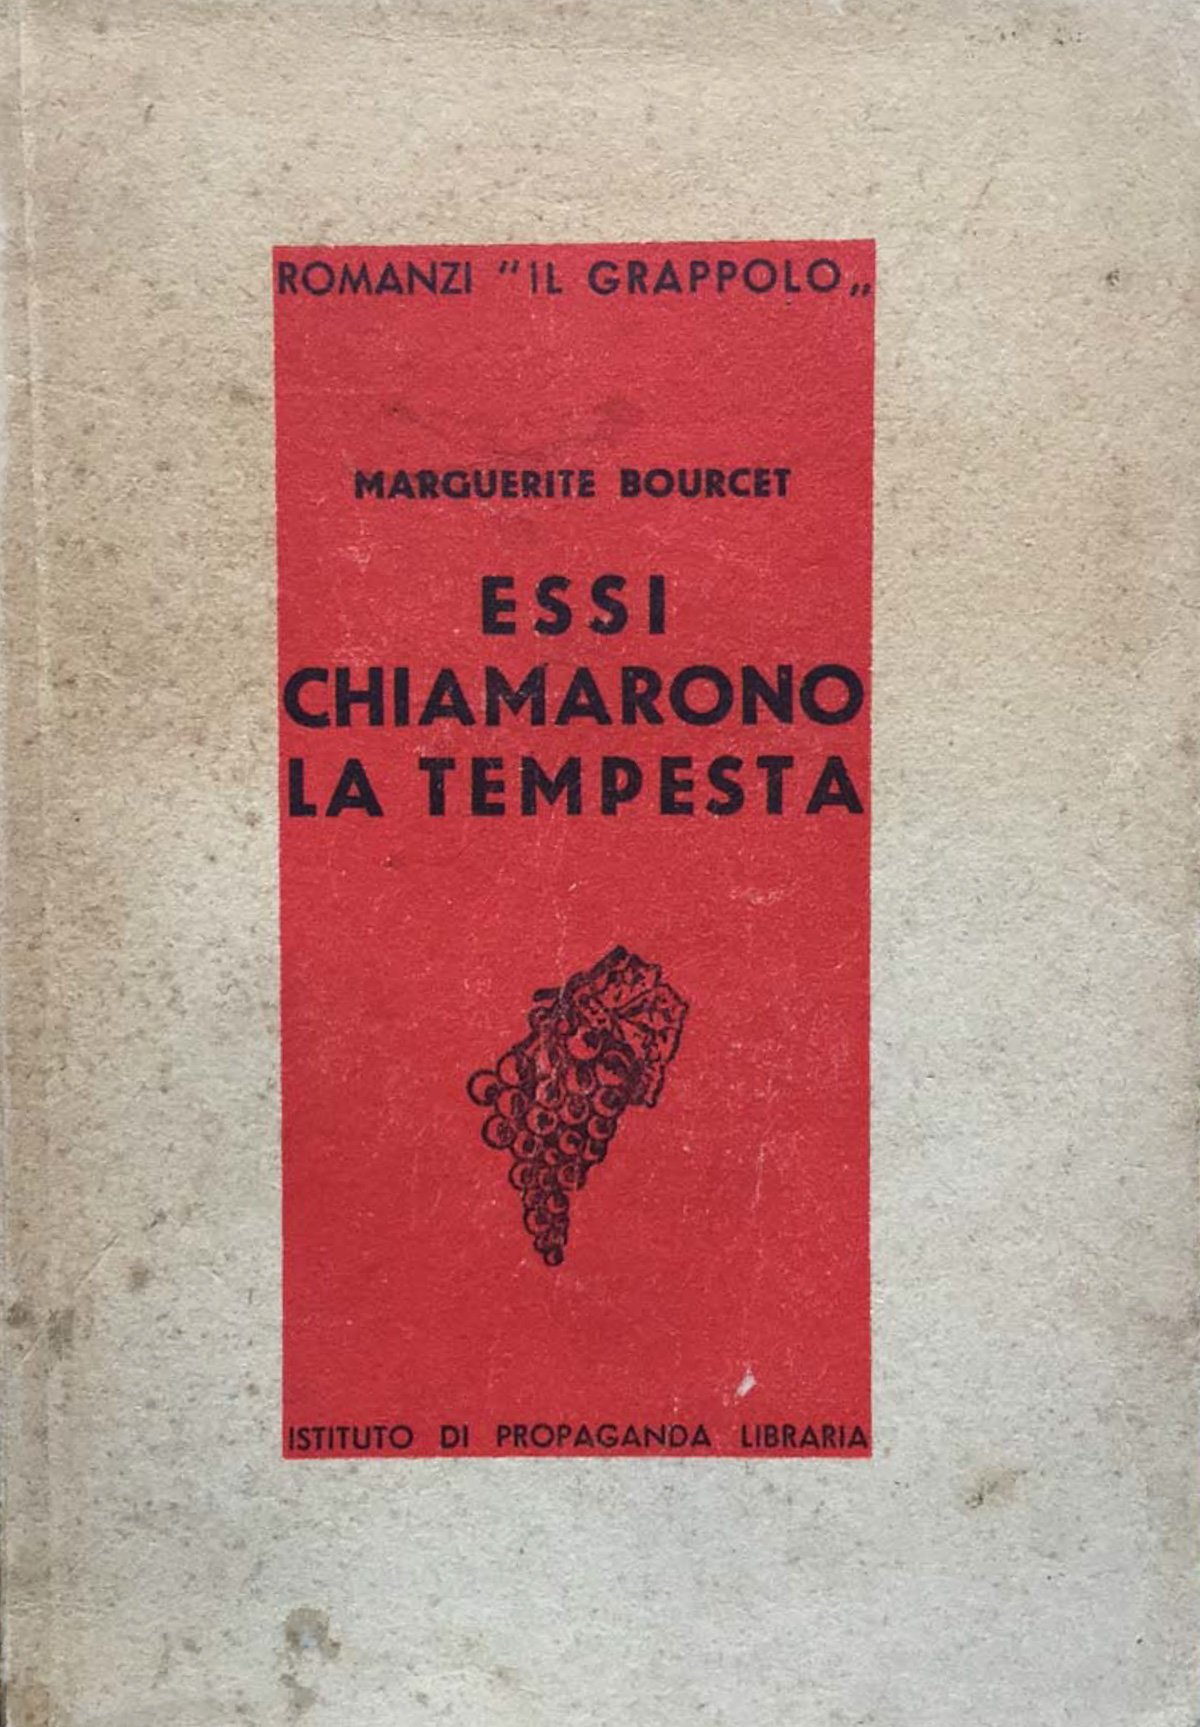 ROMANZI "IL GRAPPOLO„
MARGUERITE BOURCET
ESSI
CHIAMARONO
LA TEMPESTA
ISTITUTO DI PROPAGANDA LIBRARIA